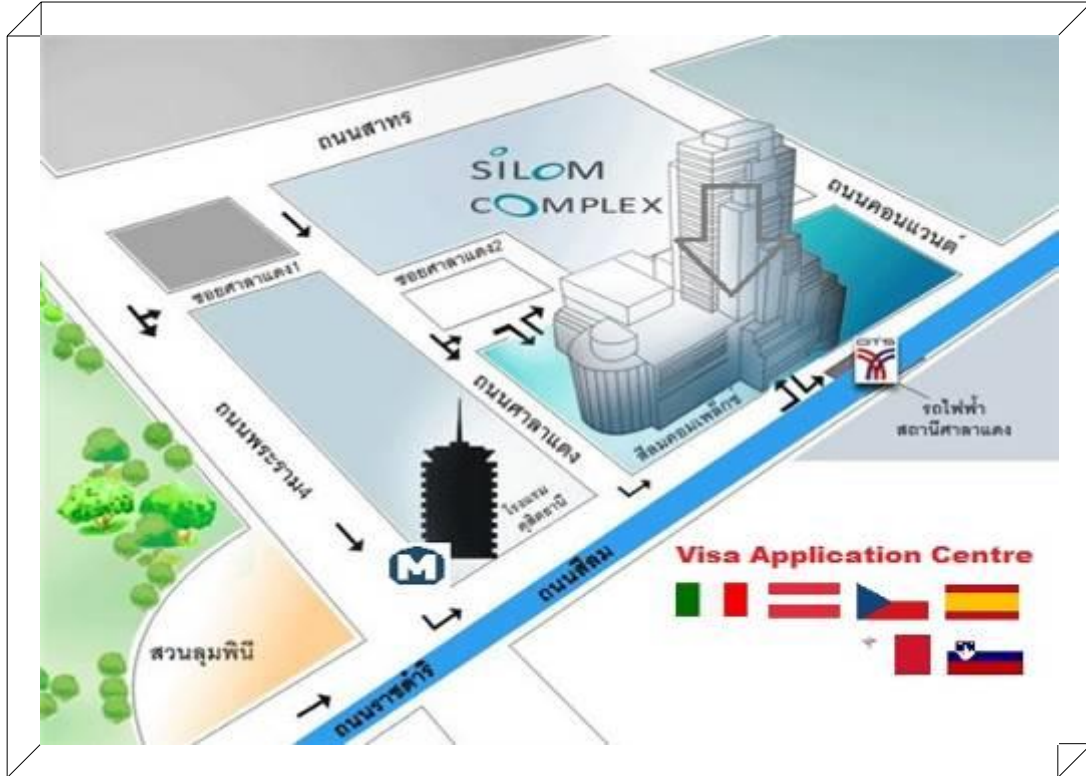 ถนนสาทร
SILOM
COMPLEX
ถนนคอนแวนต์
ซอยศาลาแดง1
ซอยศาลาแดง2
BTS
รถไฟฟ้า
สถานีศาลาแดง
ถนนศาลาแดง
สีลมคอมเพล็กซ
ถนนพระราม4
โรงแรม
ดุสิตธานี
M
ถนนสีลม
Visa Application Centre
สวนลุมพินี
ถนนราชดำริ